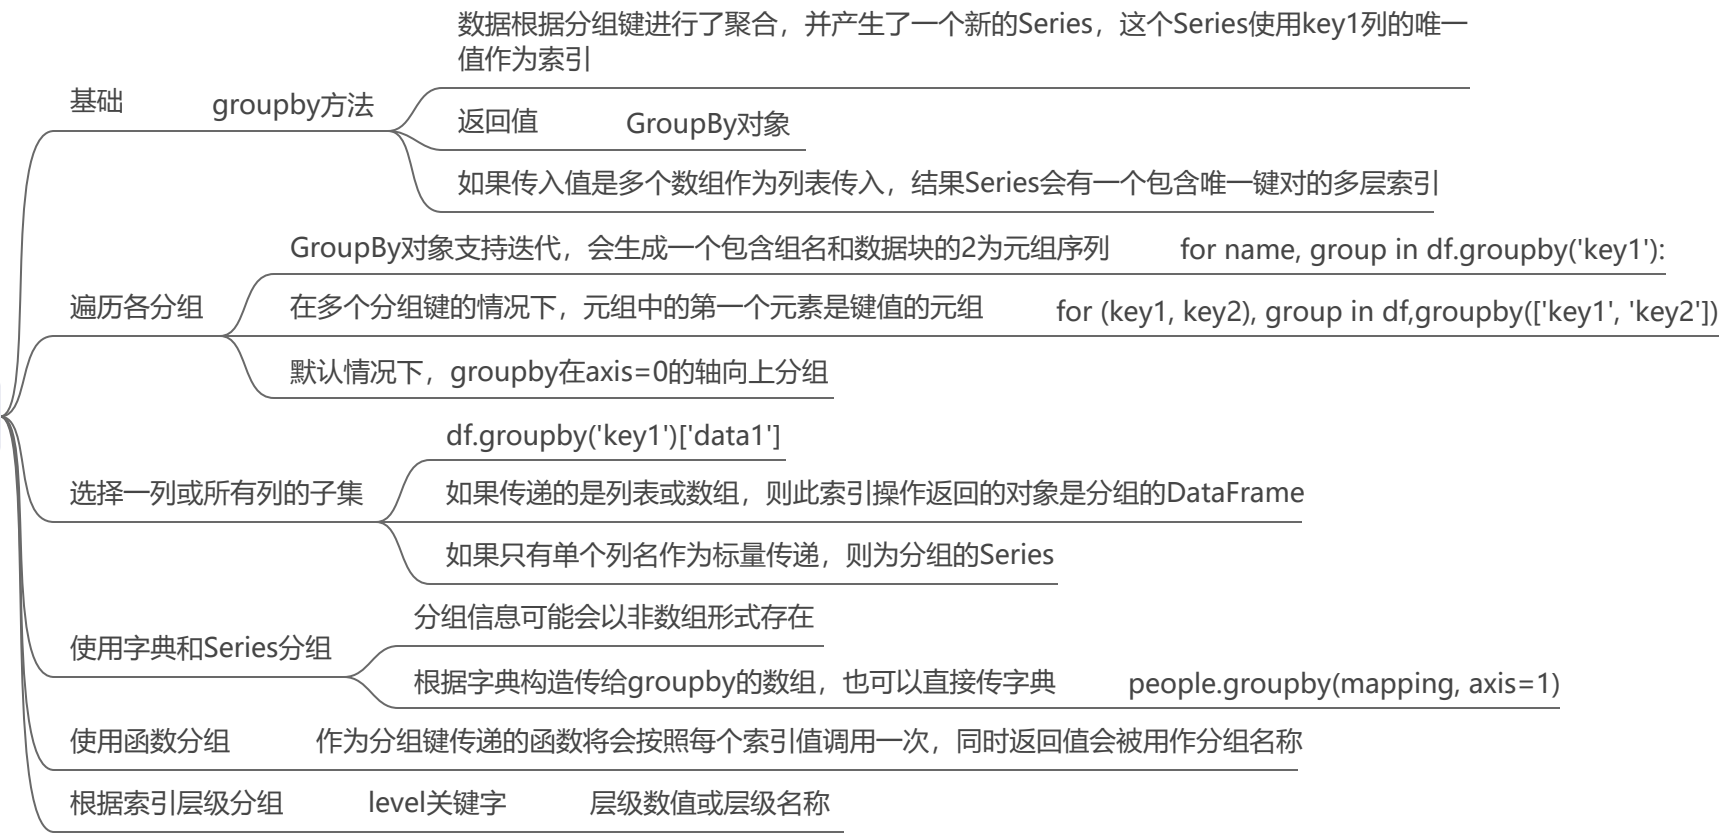 数据根据分组键进行了聚合，并产生了一个新的Series，这个Series使用key1列的唯一
值作为索引
基础
groupby方法
返回值
GroupBy对象
如果传入值是多个数组作为列表传入，结果Series会有一个包含唯一键对的多层索引
GroupBy对象支持迭代，会生成一个包含组名和数据块的2为元组序列
for name, group in df.groupby('key1'):
遍历各分组
在多个分组键的情况下，元组中的第一个元素是键值的元组
for (key1, key2), group in df,groupby(['key1', 'key2'])
默认情况下，groupby在axis=0的轴向上分组
df.groupby('key1')['data1']
选择一列或所有列的子集
如果传递的是列表或数组，则此索引操作返回的对象是分组的DataFrame
如果只有单个列名作为标量传递，则为分组的Series
分组信息可能会以非数组形式存在
使用字典和Series分组
根据字典构造传给groupby的数组，也可以直接传字典
people.groupby(mapping, axis=1)
使用函数分组
作为分组键传递的函数将会按照每个索引值调用一次，同时返回值会被用作分组名称
根据索引层级分组
level关键字
层级数值或层级名称